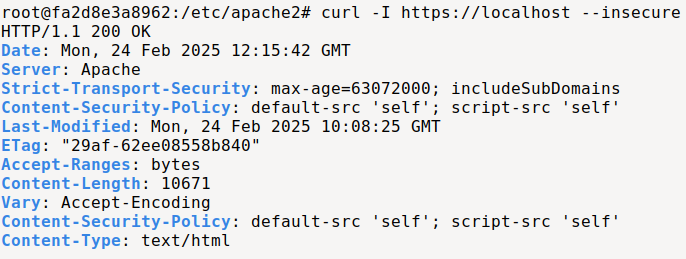 root@fa2d8e3a8962:/etc/apache2# curl -I https://localhost --insecure
HTTP/1.1 200 OK
Date: Mon, 24 Feb 2025 12:15:42 GMT
Server: Apache
Strict-Transport-Security: max-age=63072000; includeSubDomains
Content-Security-Policy: default-src 'self'; script-src 'self'
Last-Modified: Mon, 24 Feb 2025 10:08:25 GMT
ETag: "29af-62ee08558b840"
Accept-Ranges: bytes
Content-Length: 10671
Vary: Accept-Encoding
Content-Security-Policy: default-src 'self'; script-src 'self'
Content-Type: text/html